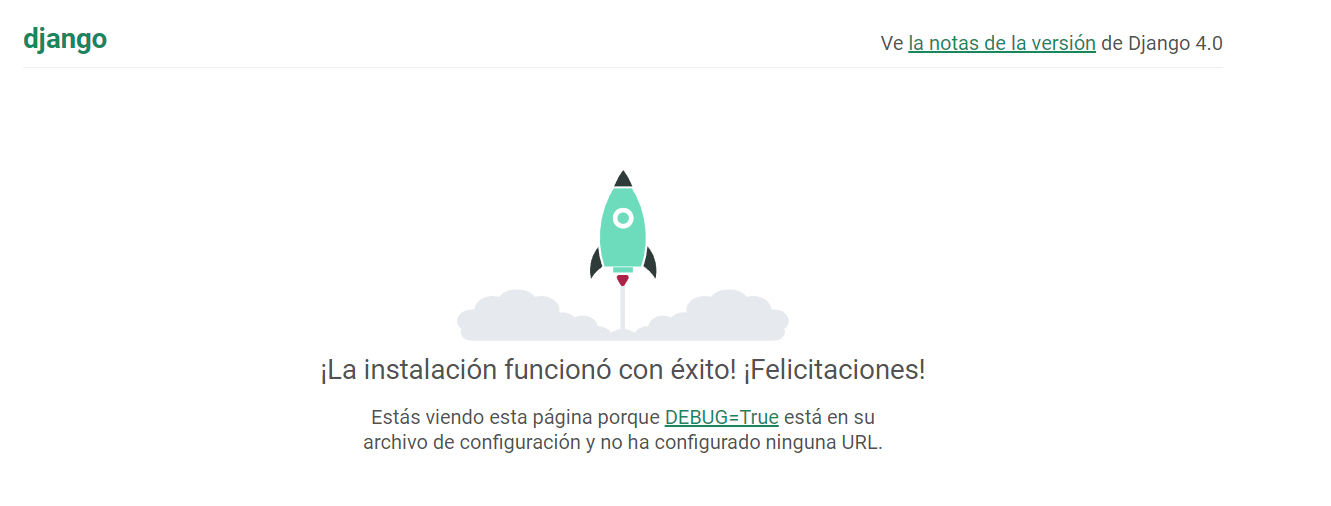 django
Ve la notas de la versión de Django 4.0
¡La instalación funcionó con éxito! ¡Felicitaciones!
Estás viendo esta página porque DEBUG=True está en su
archivo de configuración y no ha configurado ninguna URL.